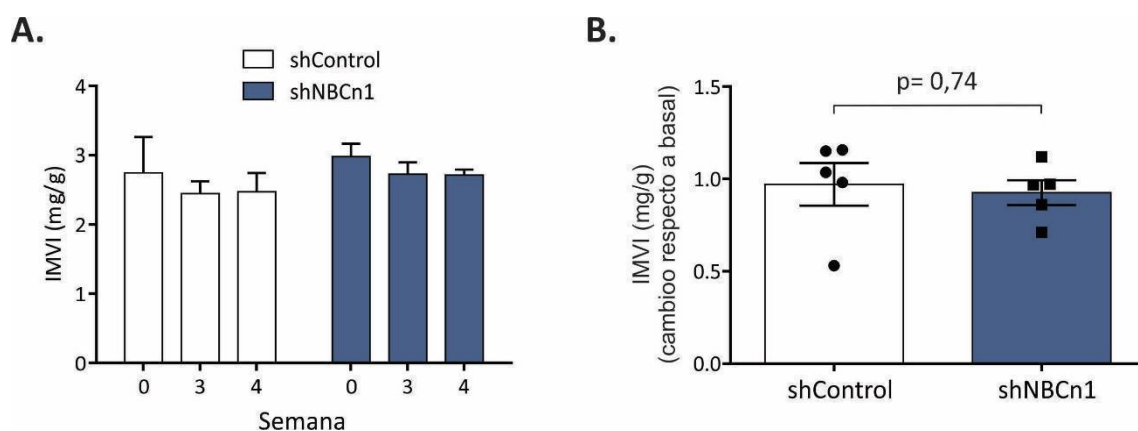 A.
shControl
shNBCn1
IMVI (mg/g)
4
3
2
1
0
0 3 4 0 3 4
Semana
B.
p= 0,74
IMVI (mg/g)
(cambioo respecto a basal)
1.5
1.0
0.5
0.0
shControl shNBCn1